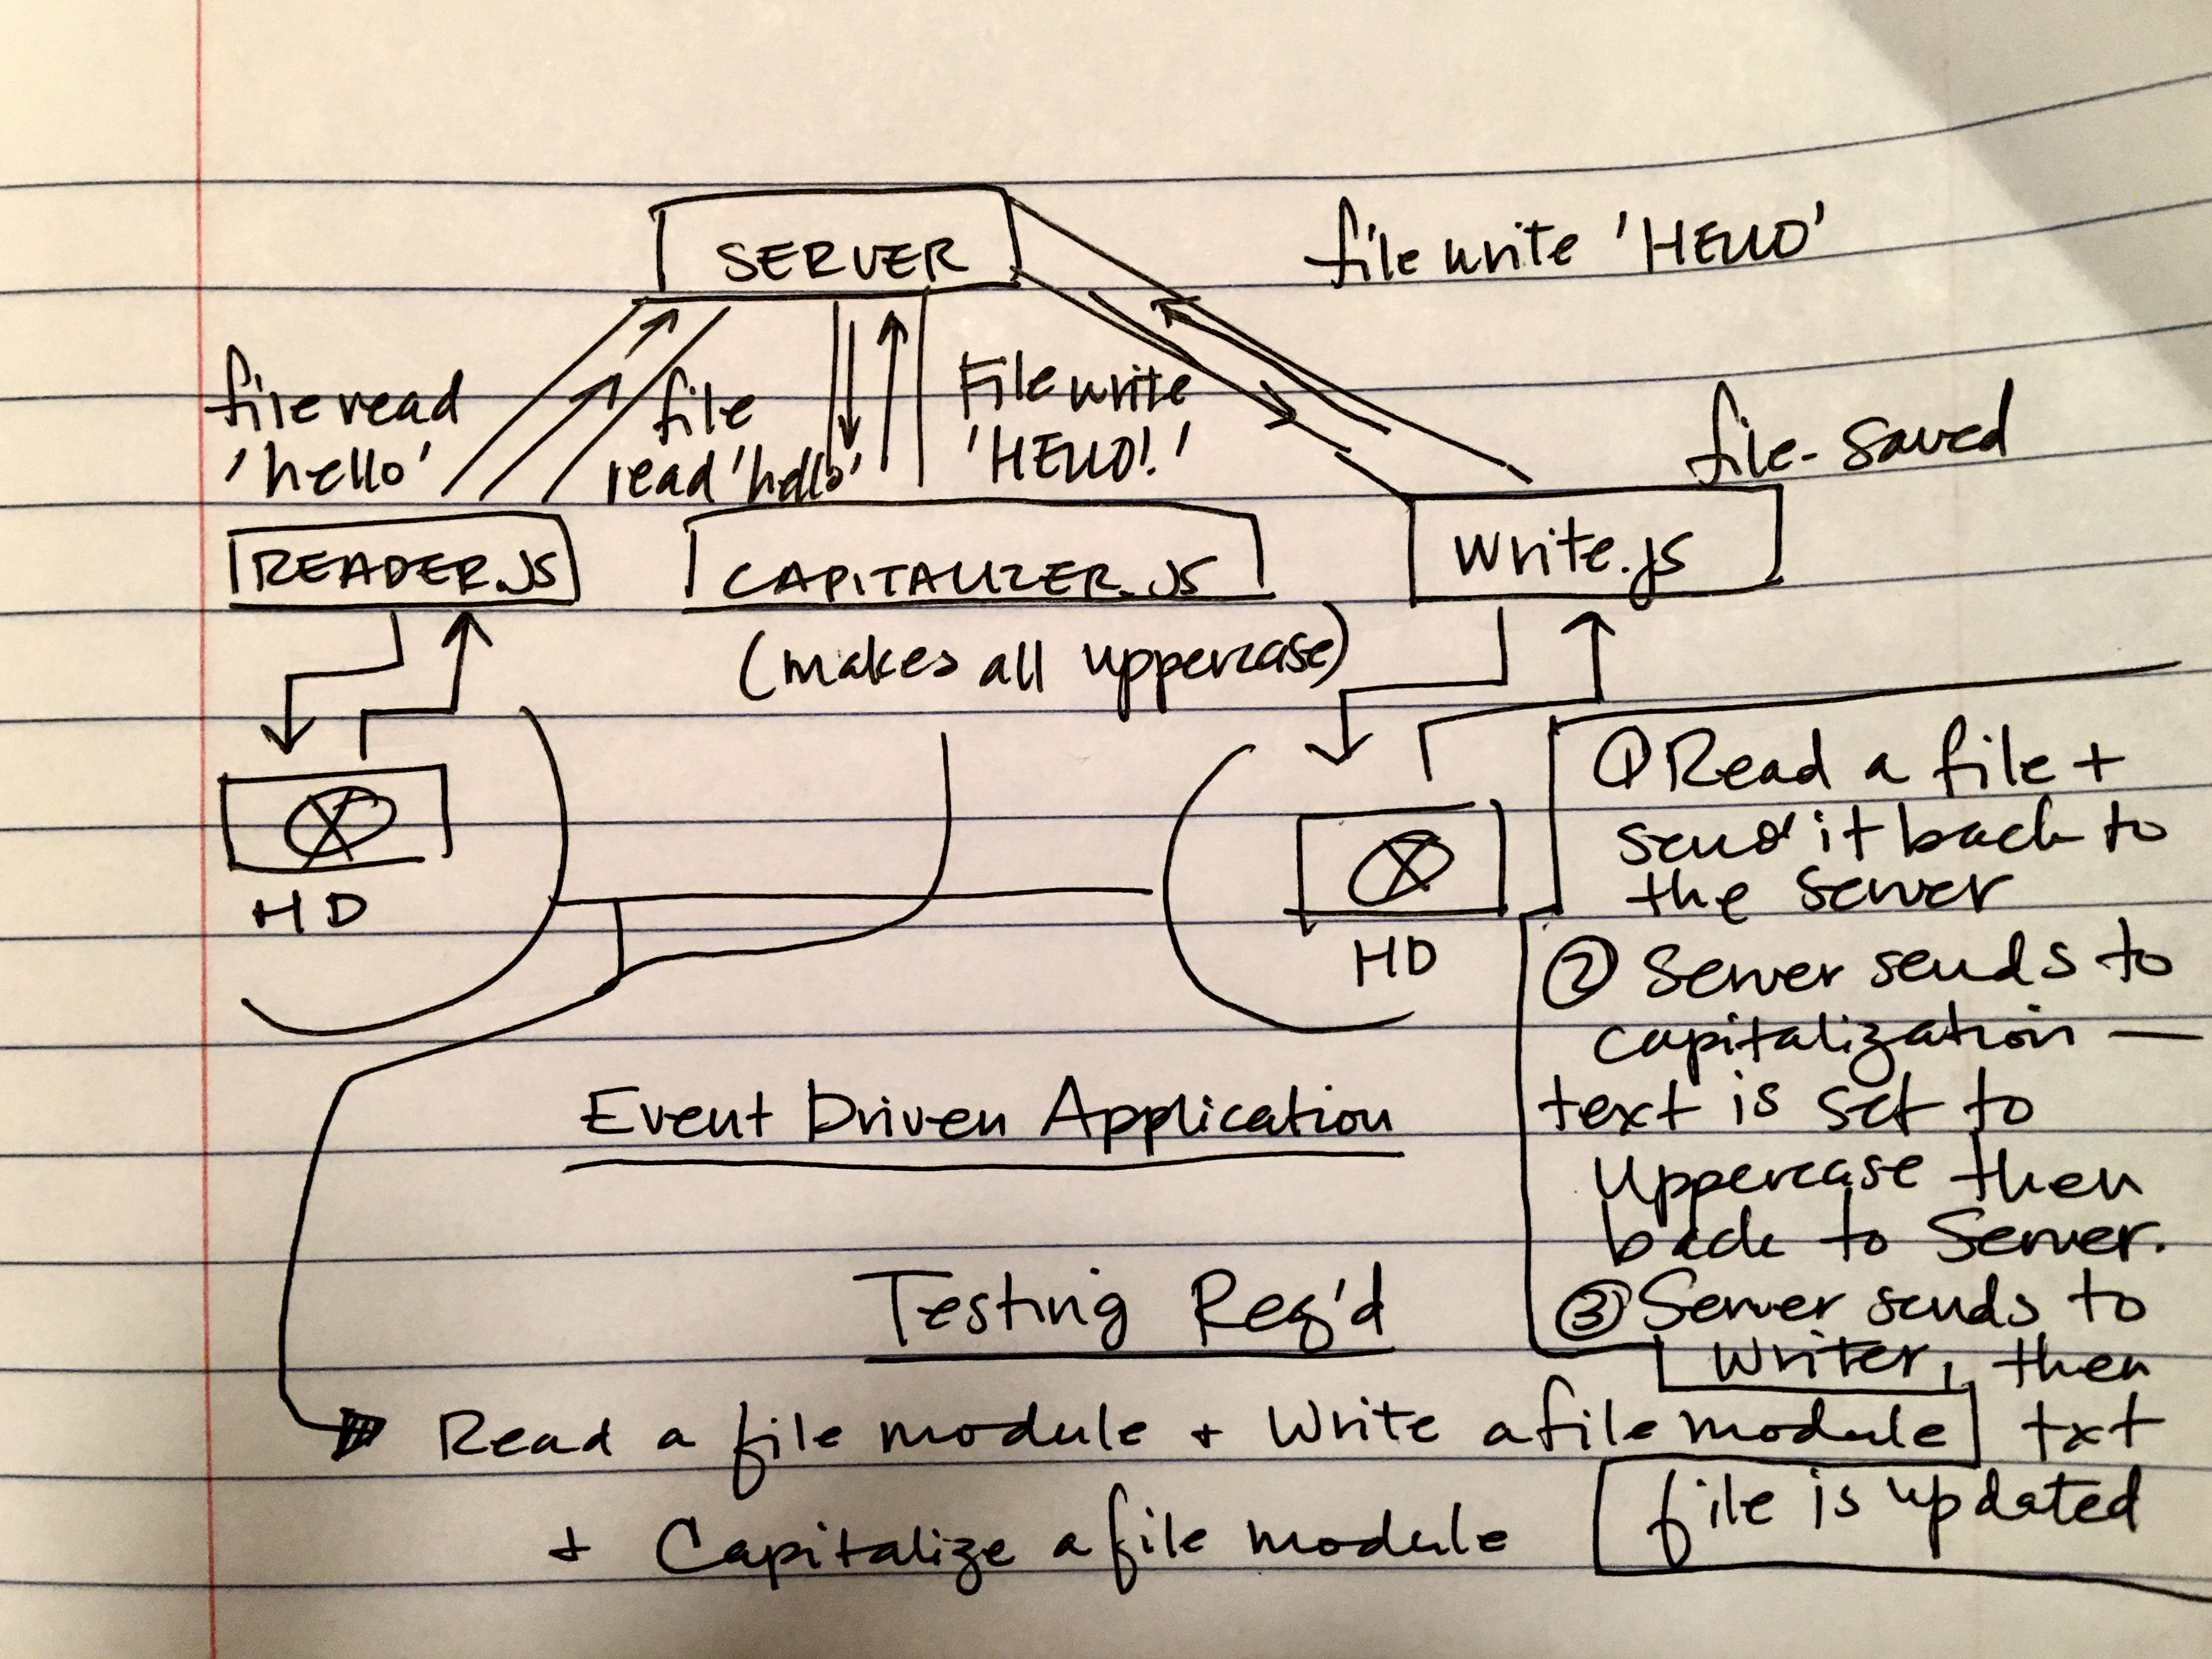 SERVER
file write 'HELLO'
file read
'hello'
file
read 'hello'
File write
'HELLO!'
file-saved
READER.JS
CAPITALIZER.JS
write.js
(makes all uppercase)
HD
HD
① Read a file +
send it back to
the server
② Server sends to
capitalization —
text is set to
Uppercase then
back to Server.
③ Server sends to
Writer, then
txt
file is updated
Event Driven Application
Testing Req'd
Read a file module + Write a file module
+ Capitalize a file module